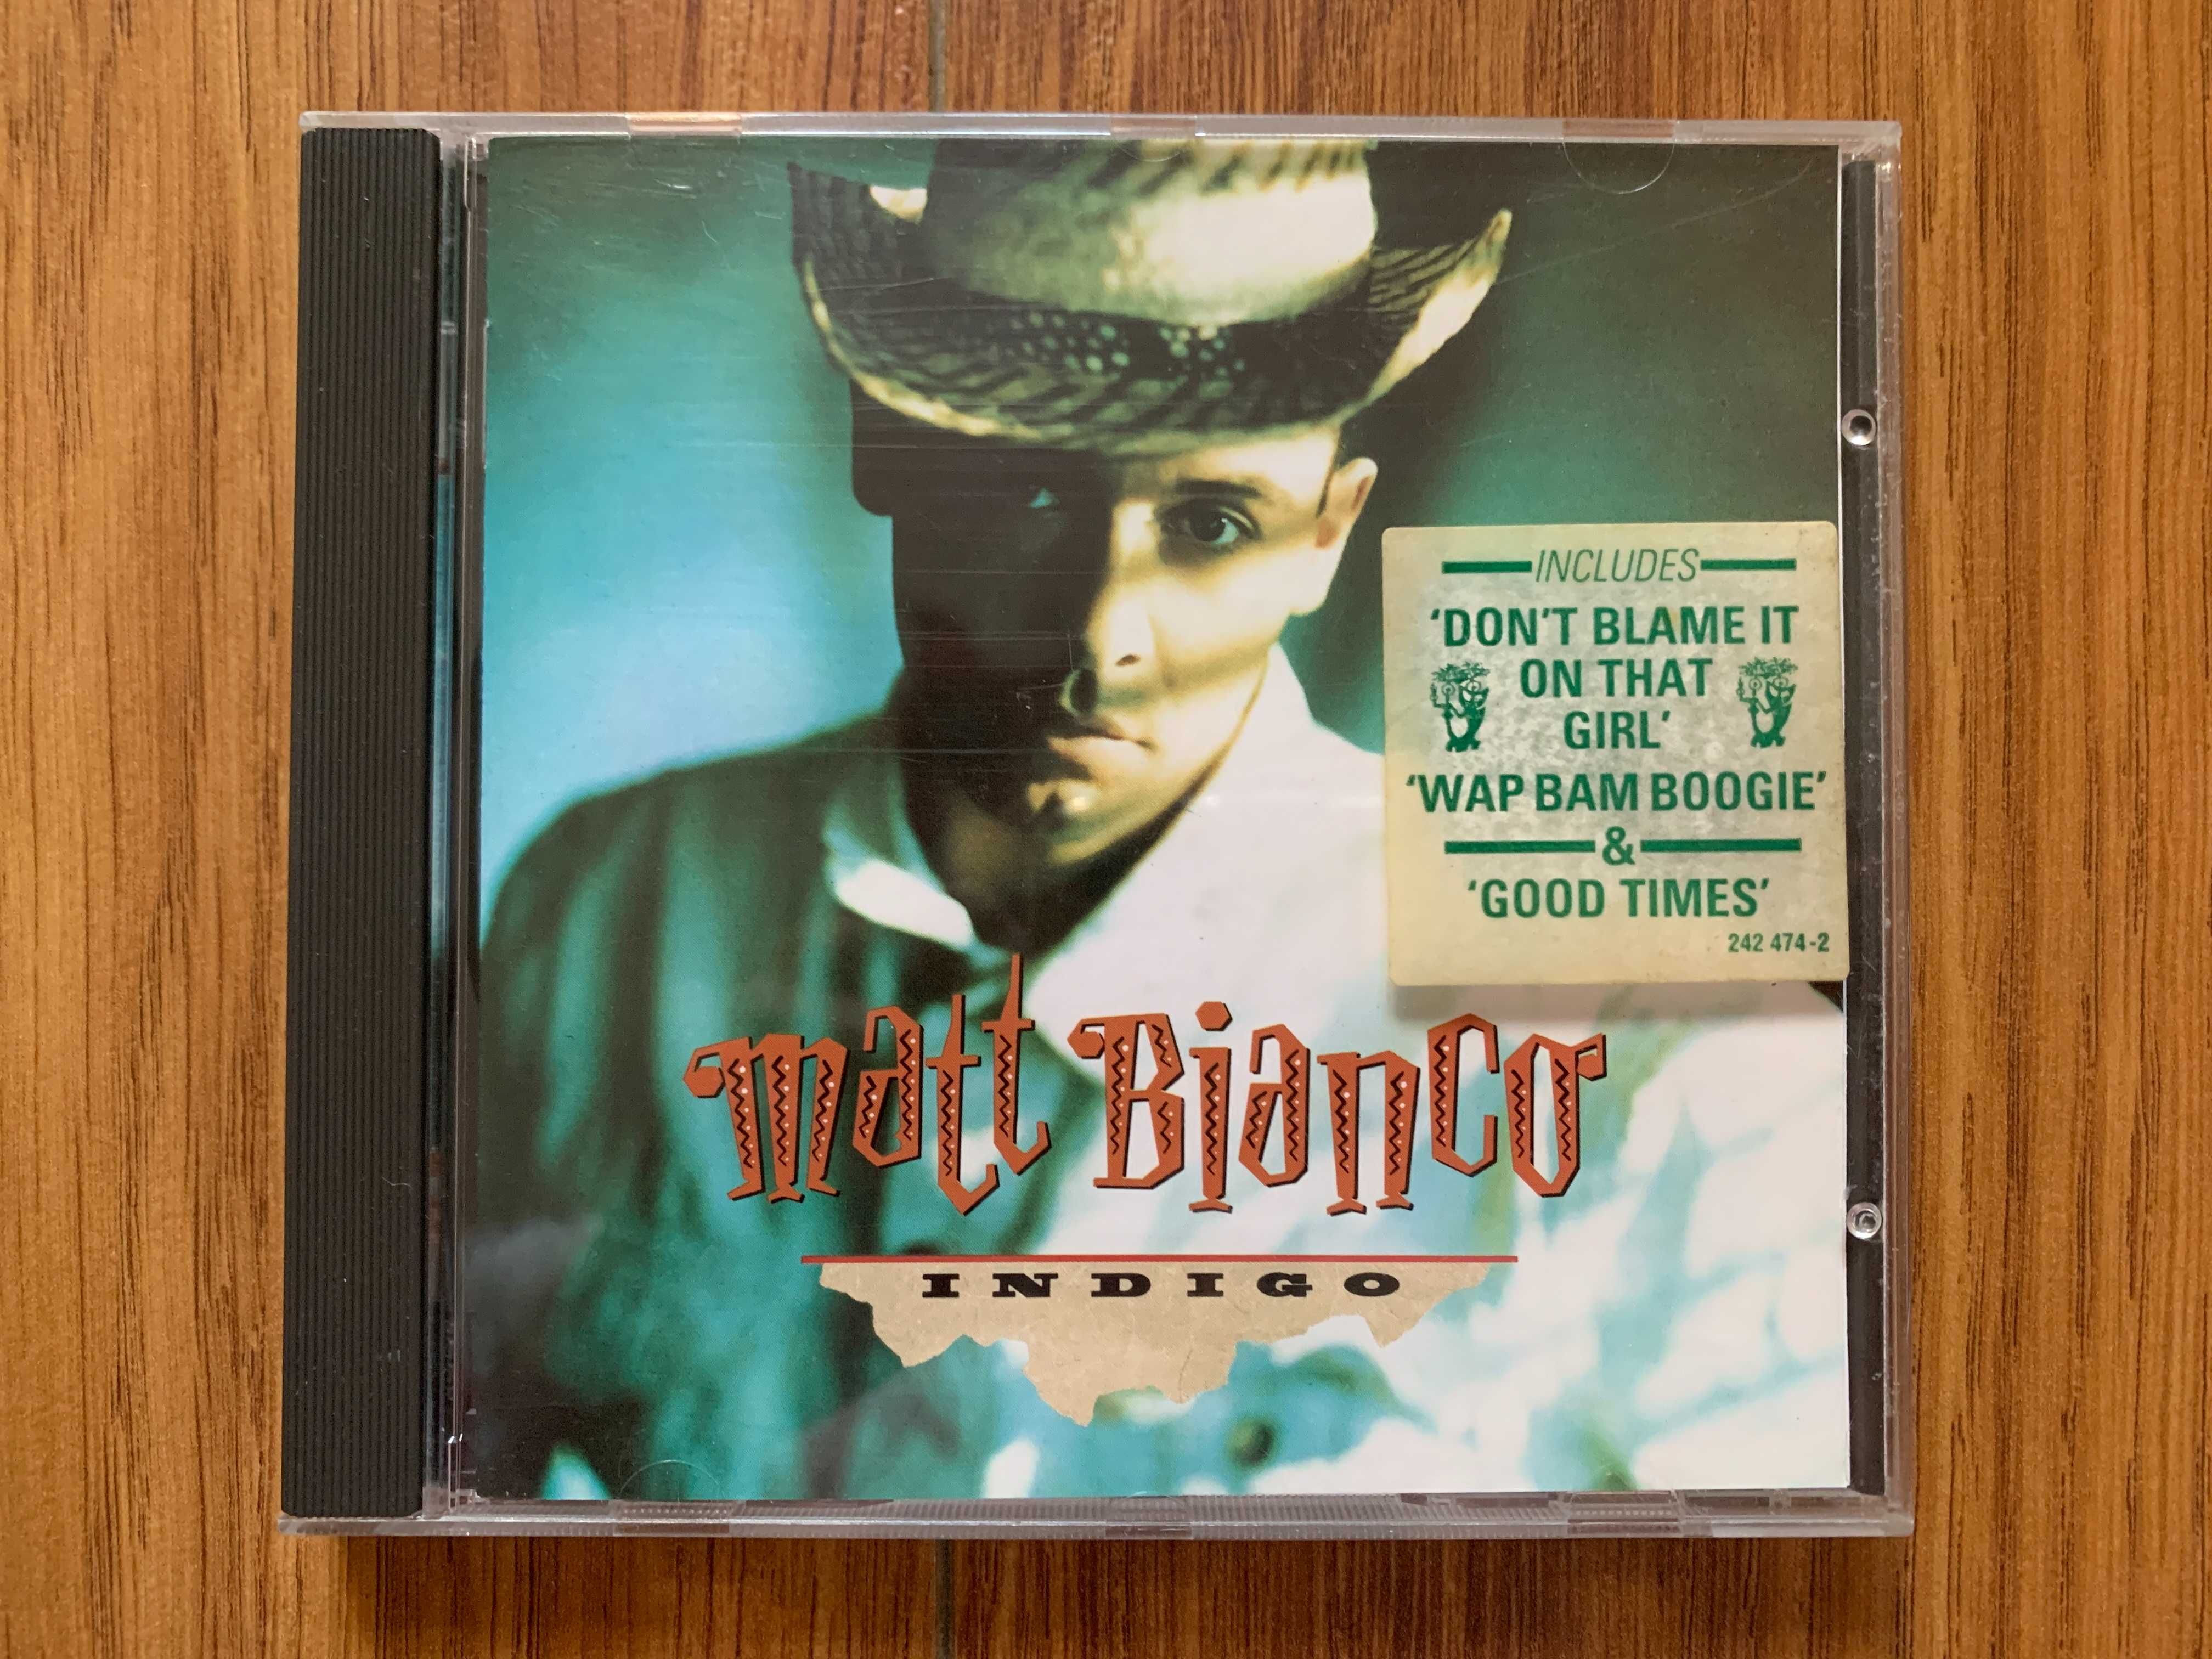 INCLUDES
'DON'T BLAME IT
ON THAT
GIRL'
'WAP BAM BOOGIE'
&
'GOOD TIMES'
242 474-2
matt Bianco
INDIGO